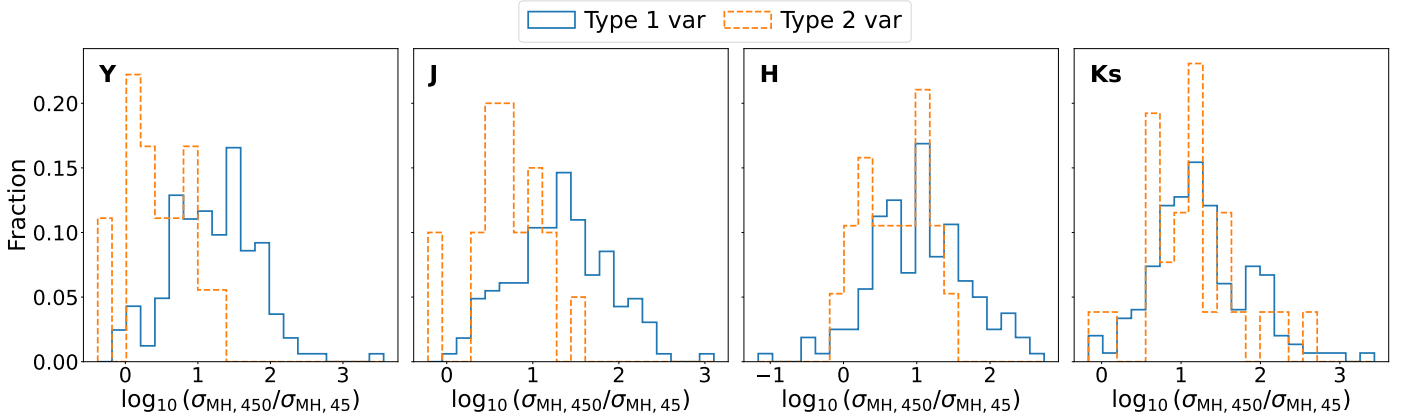 Type 1 var Type 2 var
Y J H Ks
0.20
0.15
0.10
0.05
0.00
Fraction
0 1 2 3 0 1 2 3 −1 0 1 2 0 1 2 3
log₁₀ (σMH, 450/σMH, 45) log₁₀ (σMH, 450/σMH, 45) log₁₀ (σMH, 450/σMH, 45) log₁₀ (σMH, 450/σMH, 45)